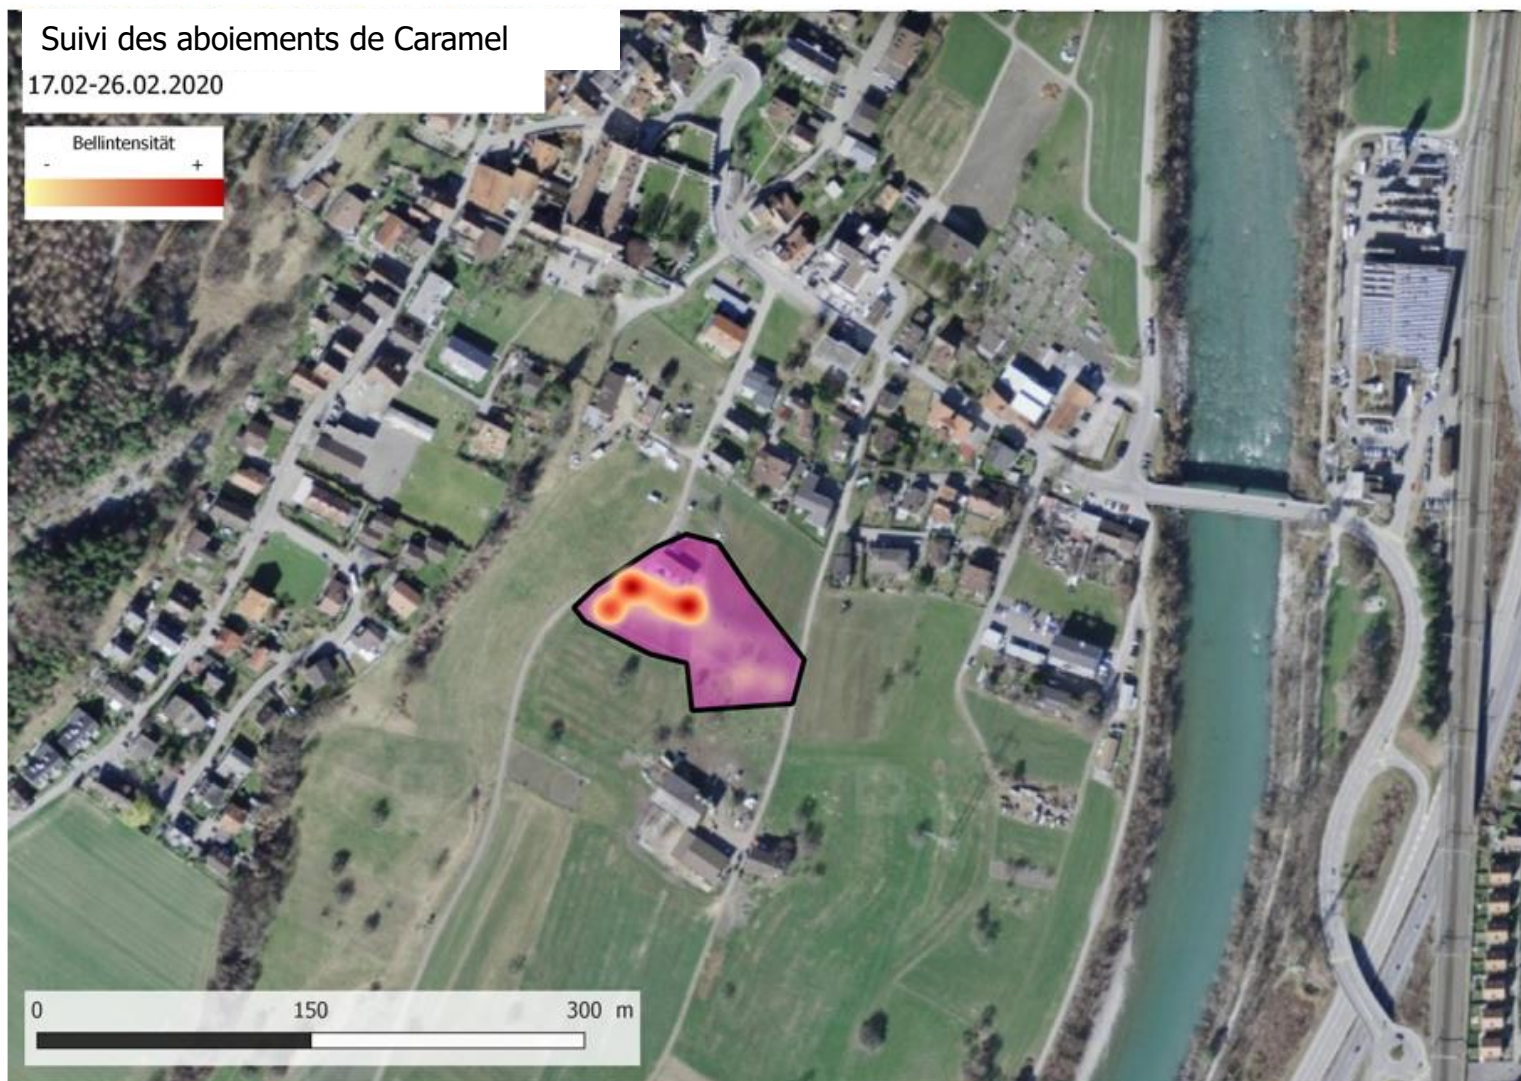 Suivi des aboiements de Caramel
17.02-26.02.2020
Bellintensität
- +
0 150 300 m